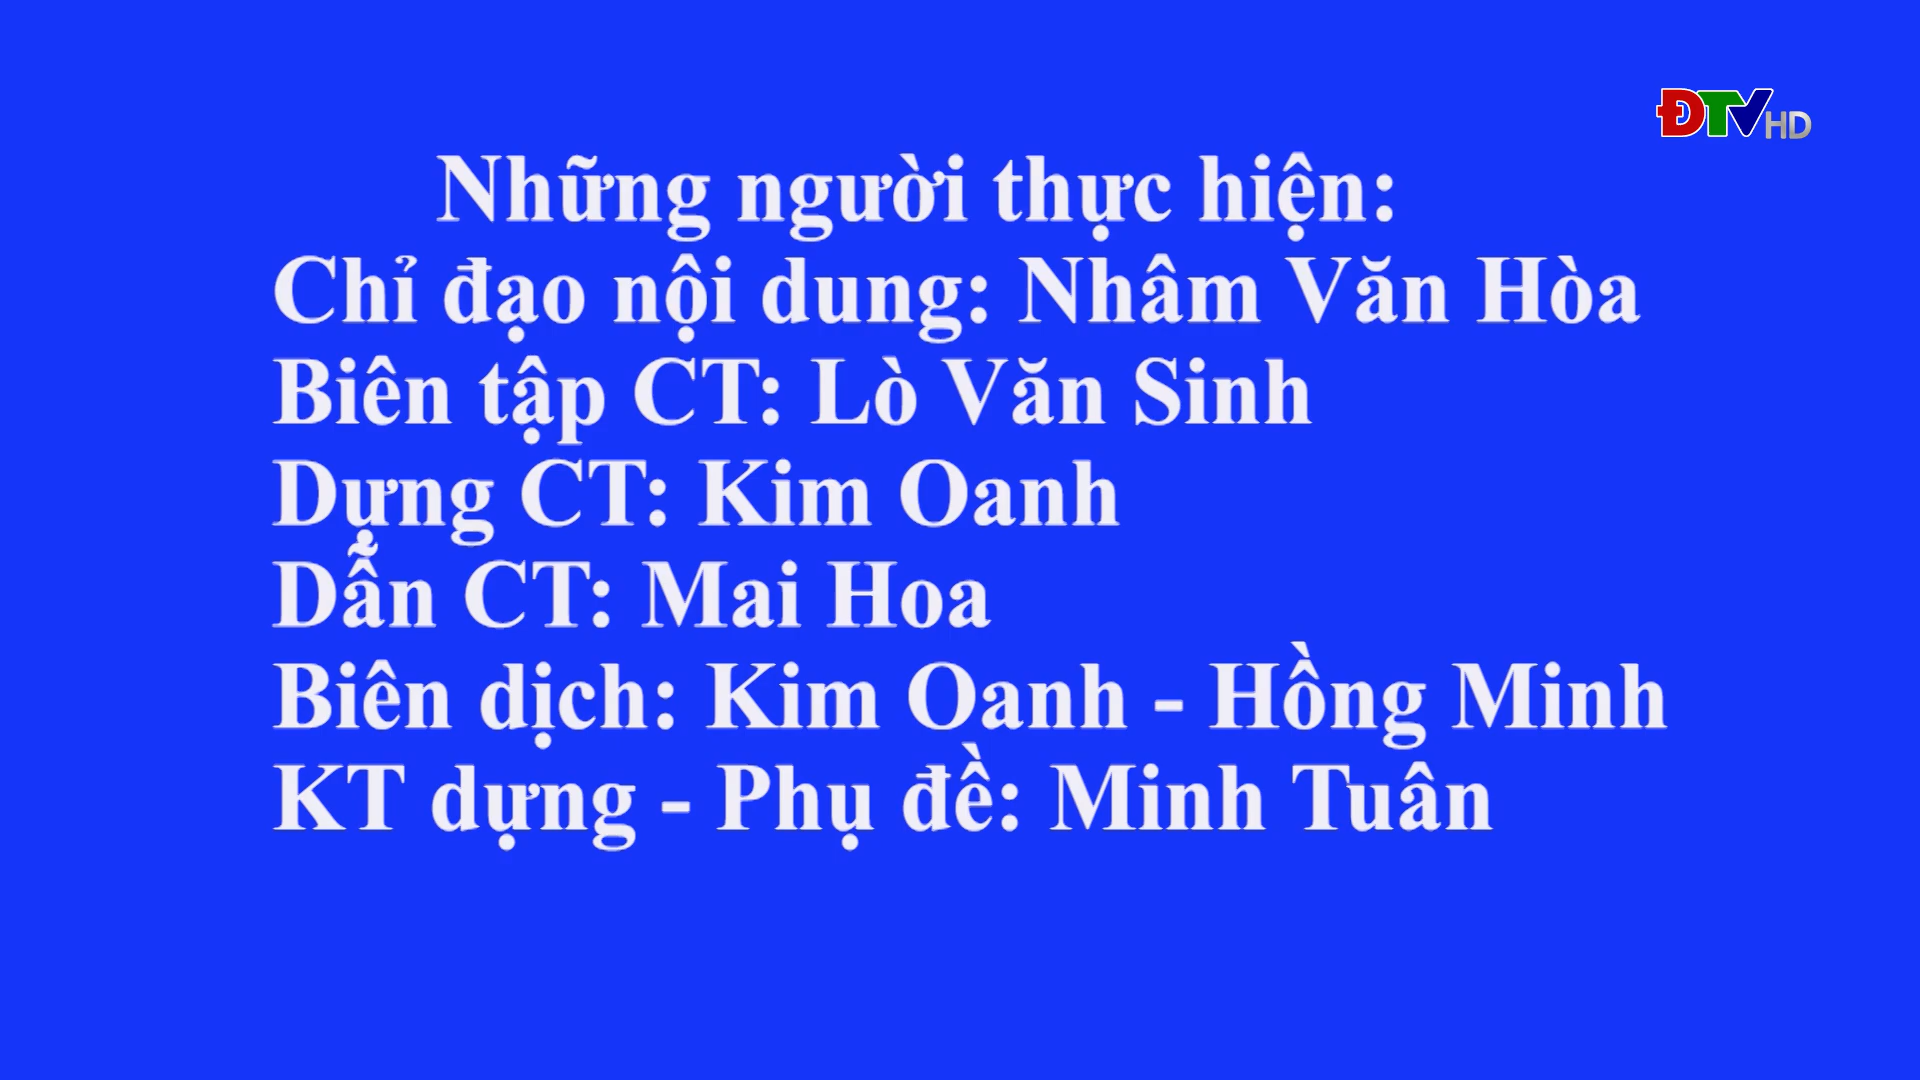 ĐTV HD
Những người thực hiện:
Chỉ đạo nội dung: Nhâm Văn Hòa
Biên tập CT: Lò Văn Sinh
Dựng CT: Kim Oanh
Dẫn CT: Mai Hoa
Biên dịch: Kim Oanh - Hồng Minh
KT dựng - Phụ đề: Minh Tuân